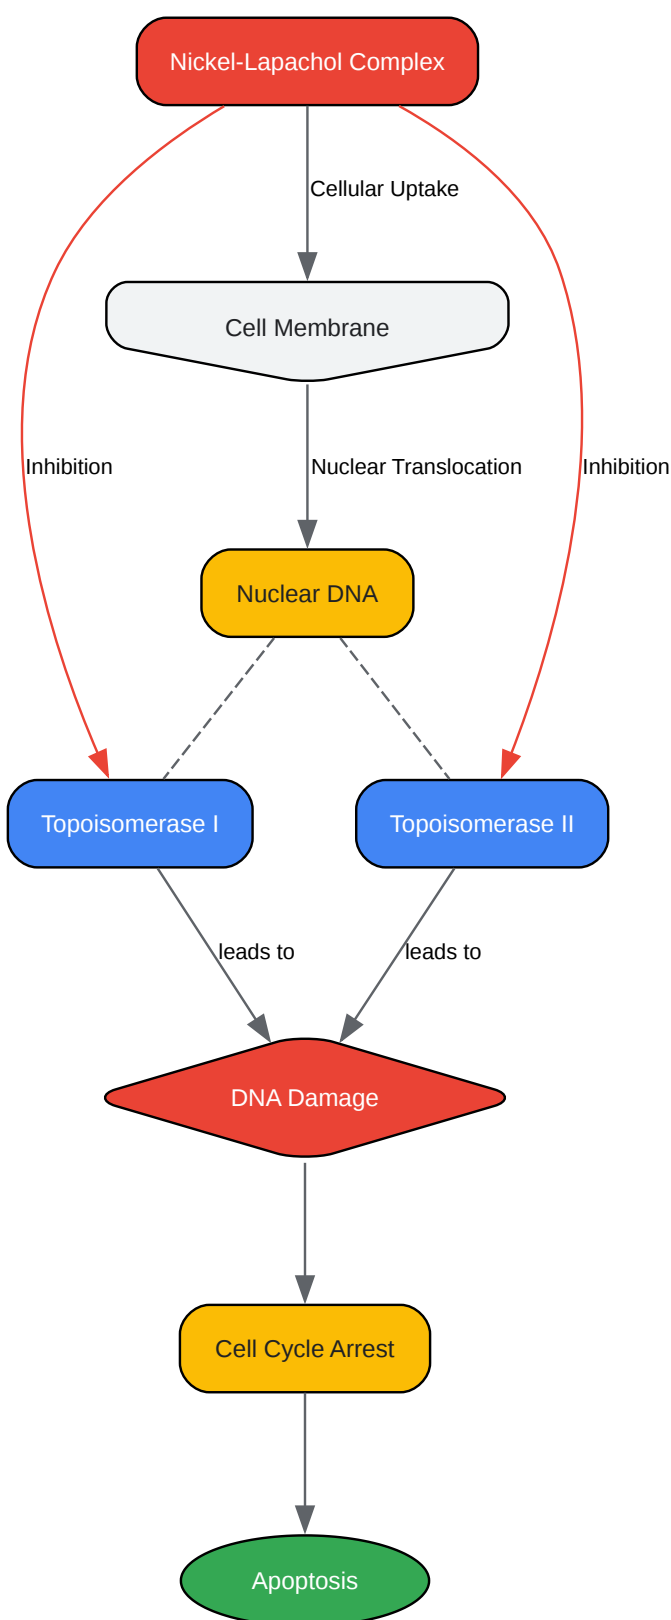 Nickel-Lapachol Complex
Cellular Uptake
Cell Membrane
Inhibition
Nuclear Translocation
Inhibition
Nuclear DNA
Topoisomerase I
Topoisomerase II
leads to
leads to
DNA Damage
Cell Cycle Arrest
Apoptosis